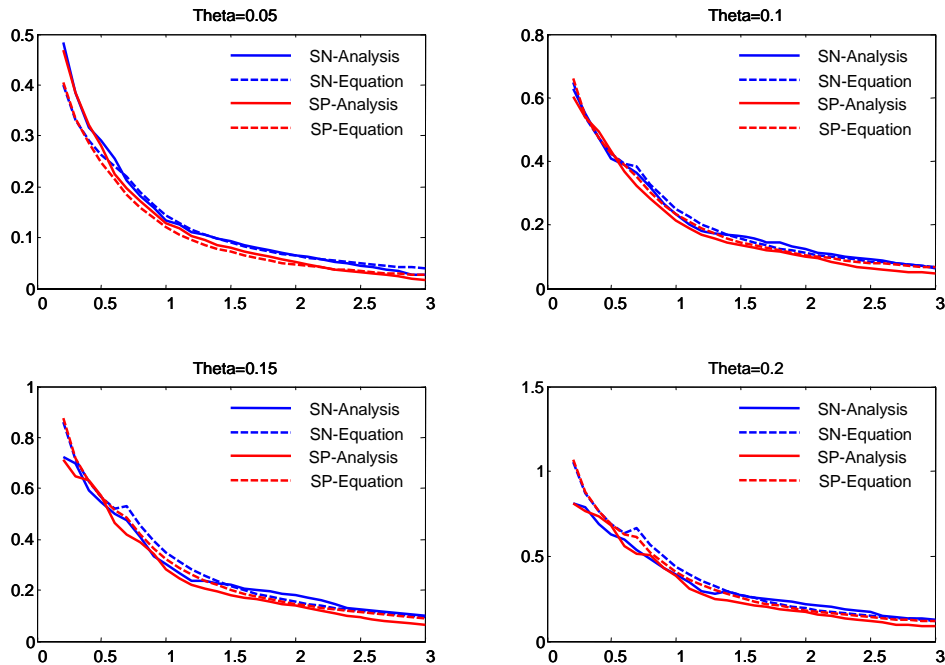 Theta=0.05
0.5
0.4
0.3
0.2
0.1
0
0 0.5 1 1.5 2 2.5 3
SN-Analysis
SN-Equation
SP-Analysis
SP-Equation
Theta=0.1
0.8
0.6
0.4
0.2
0
0 0.5 1 1.5 2 2.5 3
SN-Analysis
SN-Equation
SP-Analysis
SP-Equation
Theta=0.15
1
0.8
0.6
0.4
0.2
0
0 0.5 1 1.5 2 2.5 3
SN-Analysis
SN-Equation
SP-Analysis
SP-Equation
Theta=0.2
1.5
1
0.5
0
0 0.5 1 1.5 2 2.5 3
SN-Analysis
SN-Equation
SP-Analysis
SP-Equation